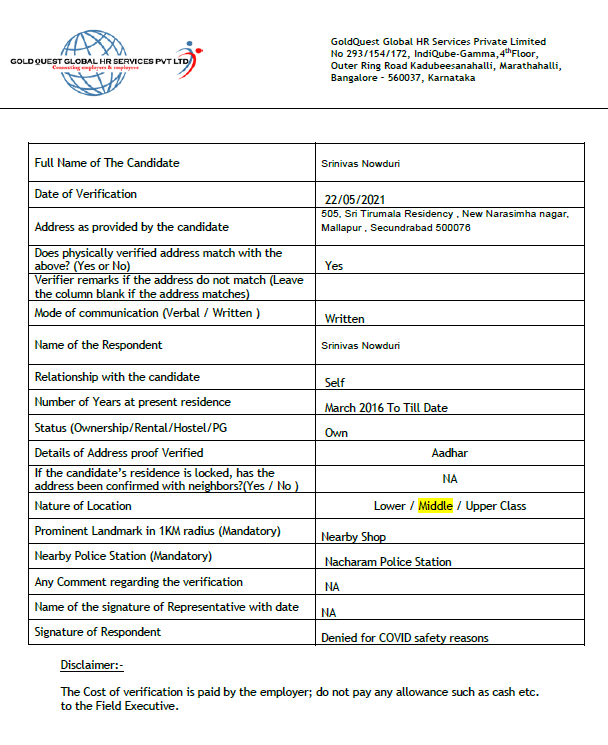 GOLDQUEST GLOBAL HR SERVICES PVT LTD
Connecting employers & employees
GoldQuest Global HR Services Private Limited
No 293/154/172, IndiQube-Gamma,4thFloor,
Outer Ring Road Kadubeesanahalli, Marathahalli,
Bangalore - 560037, Karnataka
Full Name of The Candidate Srinivas Nowduri
Date of Verification 22/05/2021
Address as provided by the candidate 505, Sri Tirumala Residency , New Narasimha nagar,
Mallapur , Secundrabad 500076
Does physically verified address match with the
above? (Yes or No) Yes
Verifier remarks if the address do not match (Leave
the column blank if the address matches)
Mode of communication (Verbal / Written ) Written
Name of the Respondent Srinivas Nowduri
Relationship with the candidate Self
Number of Years at present residence March 2016 To Till Date
Status (Ownership/Rental/Hostel/PG Own
Details of Address proof Verified Aadhar
If the candidate's residence is locked, has the
address been confirmed with neighbors?(Yes / No ) NA
Nature of Location Lower / Middle / Upper Class
Prominent Landmark in 1KM radius (Mandatory) Nearby Shop
Nearby Police Station (Mandatory) Nacharam Police Station
Any Comment regarding the verification NA
Name of the signature of Representative with date NA
Signature of Respondent Denied for COVID safety reasons
Disclaimer:-
The Cost of verification is paid by the employer; do not pay any allowance such as cash etc.
to the Field Executive.